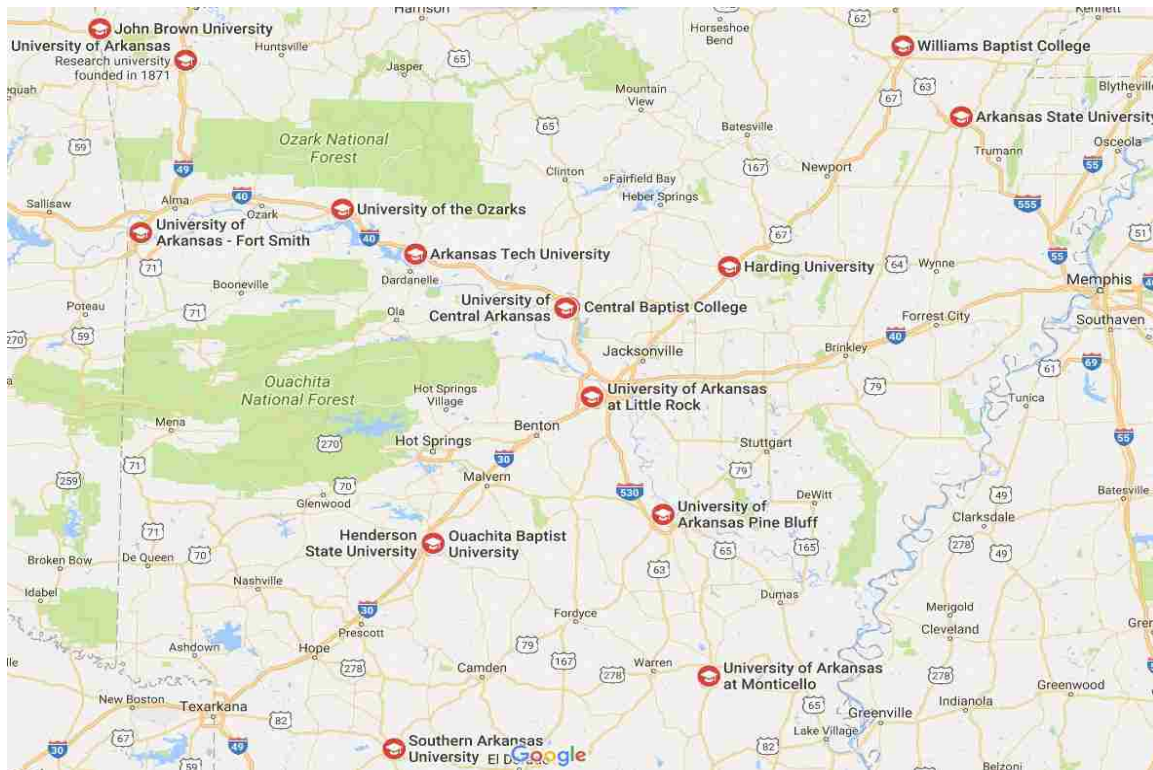 Harrison
62
Kennett
John Brown University
Horseshoe
Bend
University of Arkansas
Research university
founded in 1871
Huntsville
65
Williams Baptist College
Jasper
63
Blytheville
67
Mountain
View
Arkansas State University
65
Batesville
Ozark National
Forest
59
Trumann
Osceola
55
49
167
Newport
Clinton
Fairfield Bay
Sallisaw
Alma
40
Ozark
Heber Springs
555
University of the Ozarks
University of
Arkansas - Fort Smith
40
67
51
Arkansas Tech University
55
71
Harding University
64
Wynne
Dardanelle
Memphis
Booneville
Poteau
71
Ola
University of
Central Arkansas
Central Baptist College
Forrest City
Southaven
270
59
40
Jacksonville
Brinkley
69
61
Ouachita
National Forest
Hot Springs
Village
University of Arkansas
at Little Rock
79
Tunica
Mena
Benton
270
Hot Springs
Stuttgart
55
30
71
79
259
70
Malvern
530
Batesville
Glenwood
DeWitt
49
University of
Arkansas Pine Bluff
Clarksdale
71
Henderson
State University
Ouachita Baptist
University
65
165
278
49
Broken Bow
De Queen
70
63
Idabel
Nashville
Dumas
30
Fordyce
Merigold
Prescott
Cleveland
79
Ashdown
Hope
278
Camden
167
278
Warren
University of Arkansas
at Monticello
278
New Boston
65
Indianola
Greenwood
Texarkana
82
Greenville
67
Lake Village
30
49
Southern Arkansas
University
82
59
Google
Belzoni